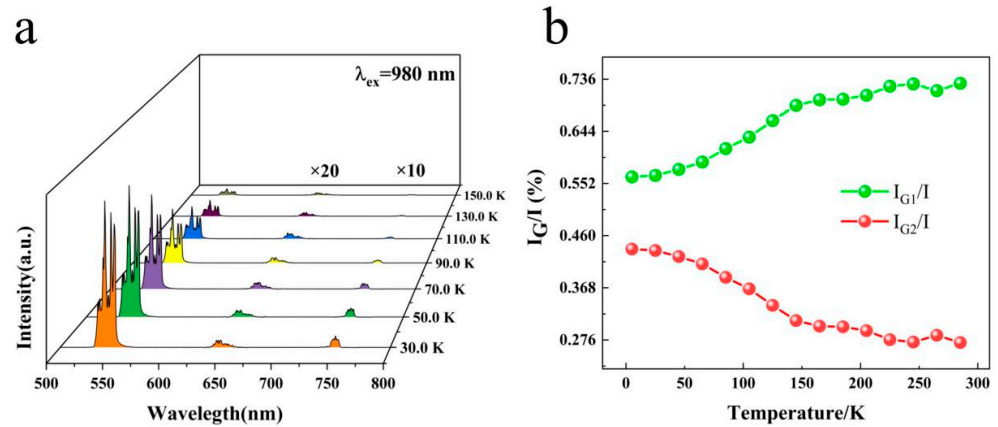 a
λex=980 nm
×20
×10
150.0 K
130.0 K
110.0 K
90.0 K
70.0 K
50.0 K
30.0 K
Intensity(a.u.)
500 550 600 650 700 750 800
Wavelegth(nm)
b
0.736
0.644
0.552
0.460
0.368
0.276
IG/I (%)
IG1/I
IG2/I
0 50 100 150 200 250 300
Temperature/K